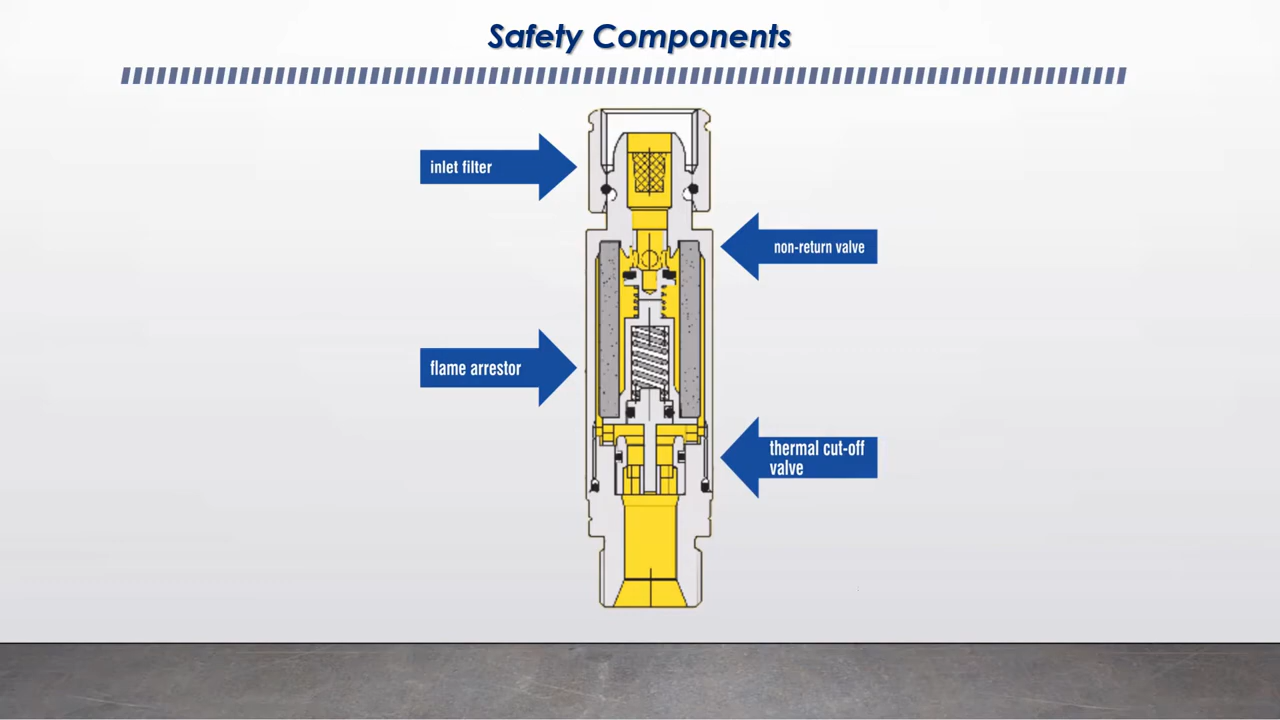 Safety Components
inlet filter
non-return valve
flame arrestor
thermal cut-off
valve